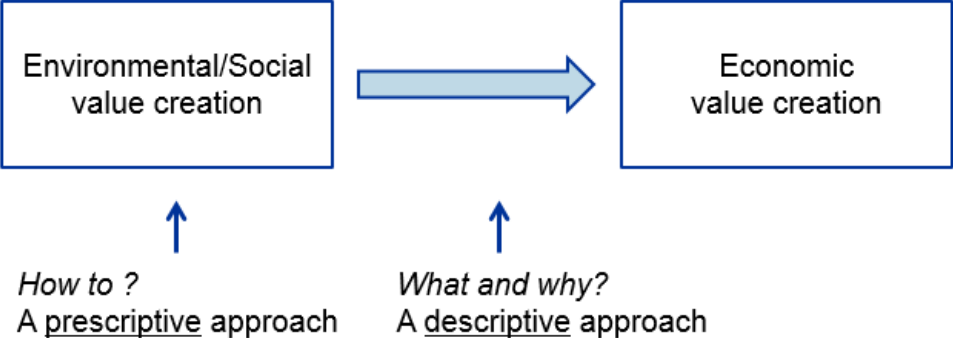 Environmental/Social
value creation
Economic
value creation
How to ?
A prescriptive approach
What and why?
A descriptive approach